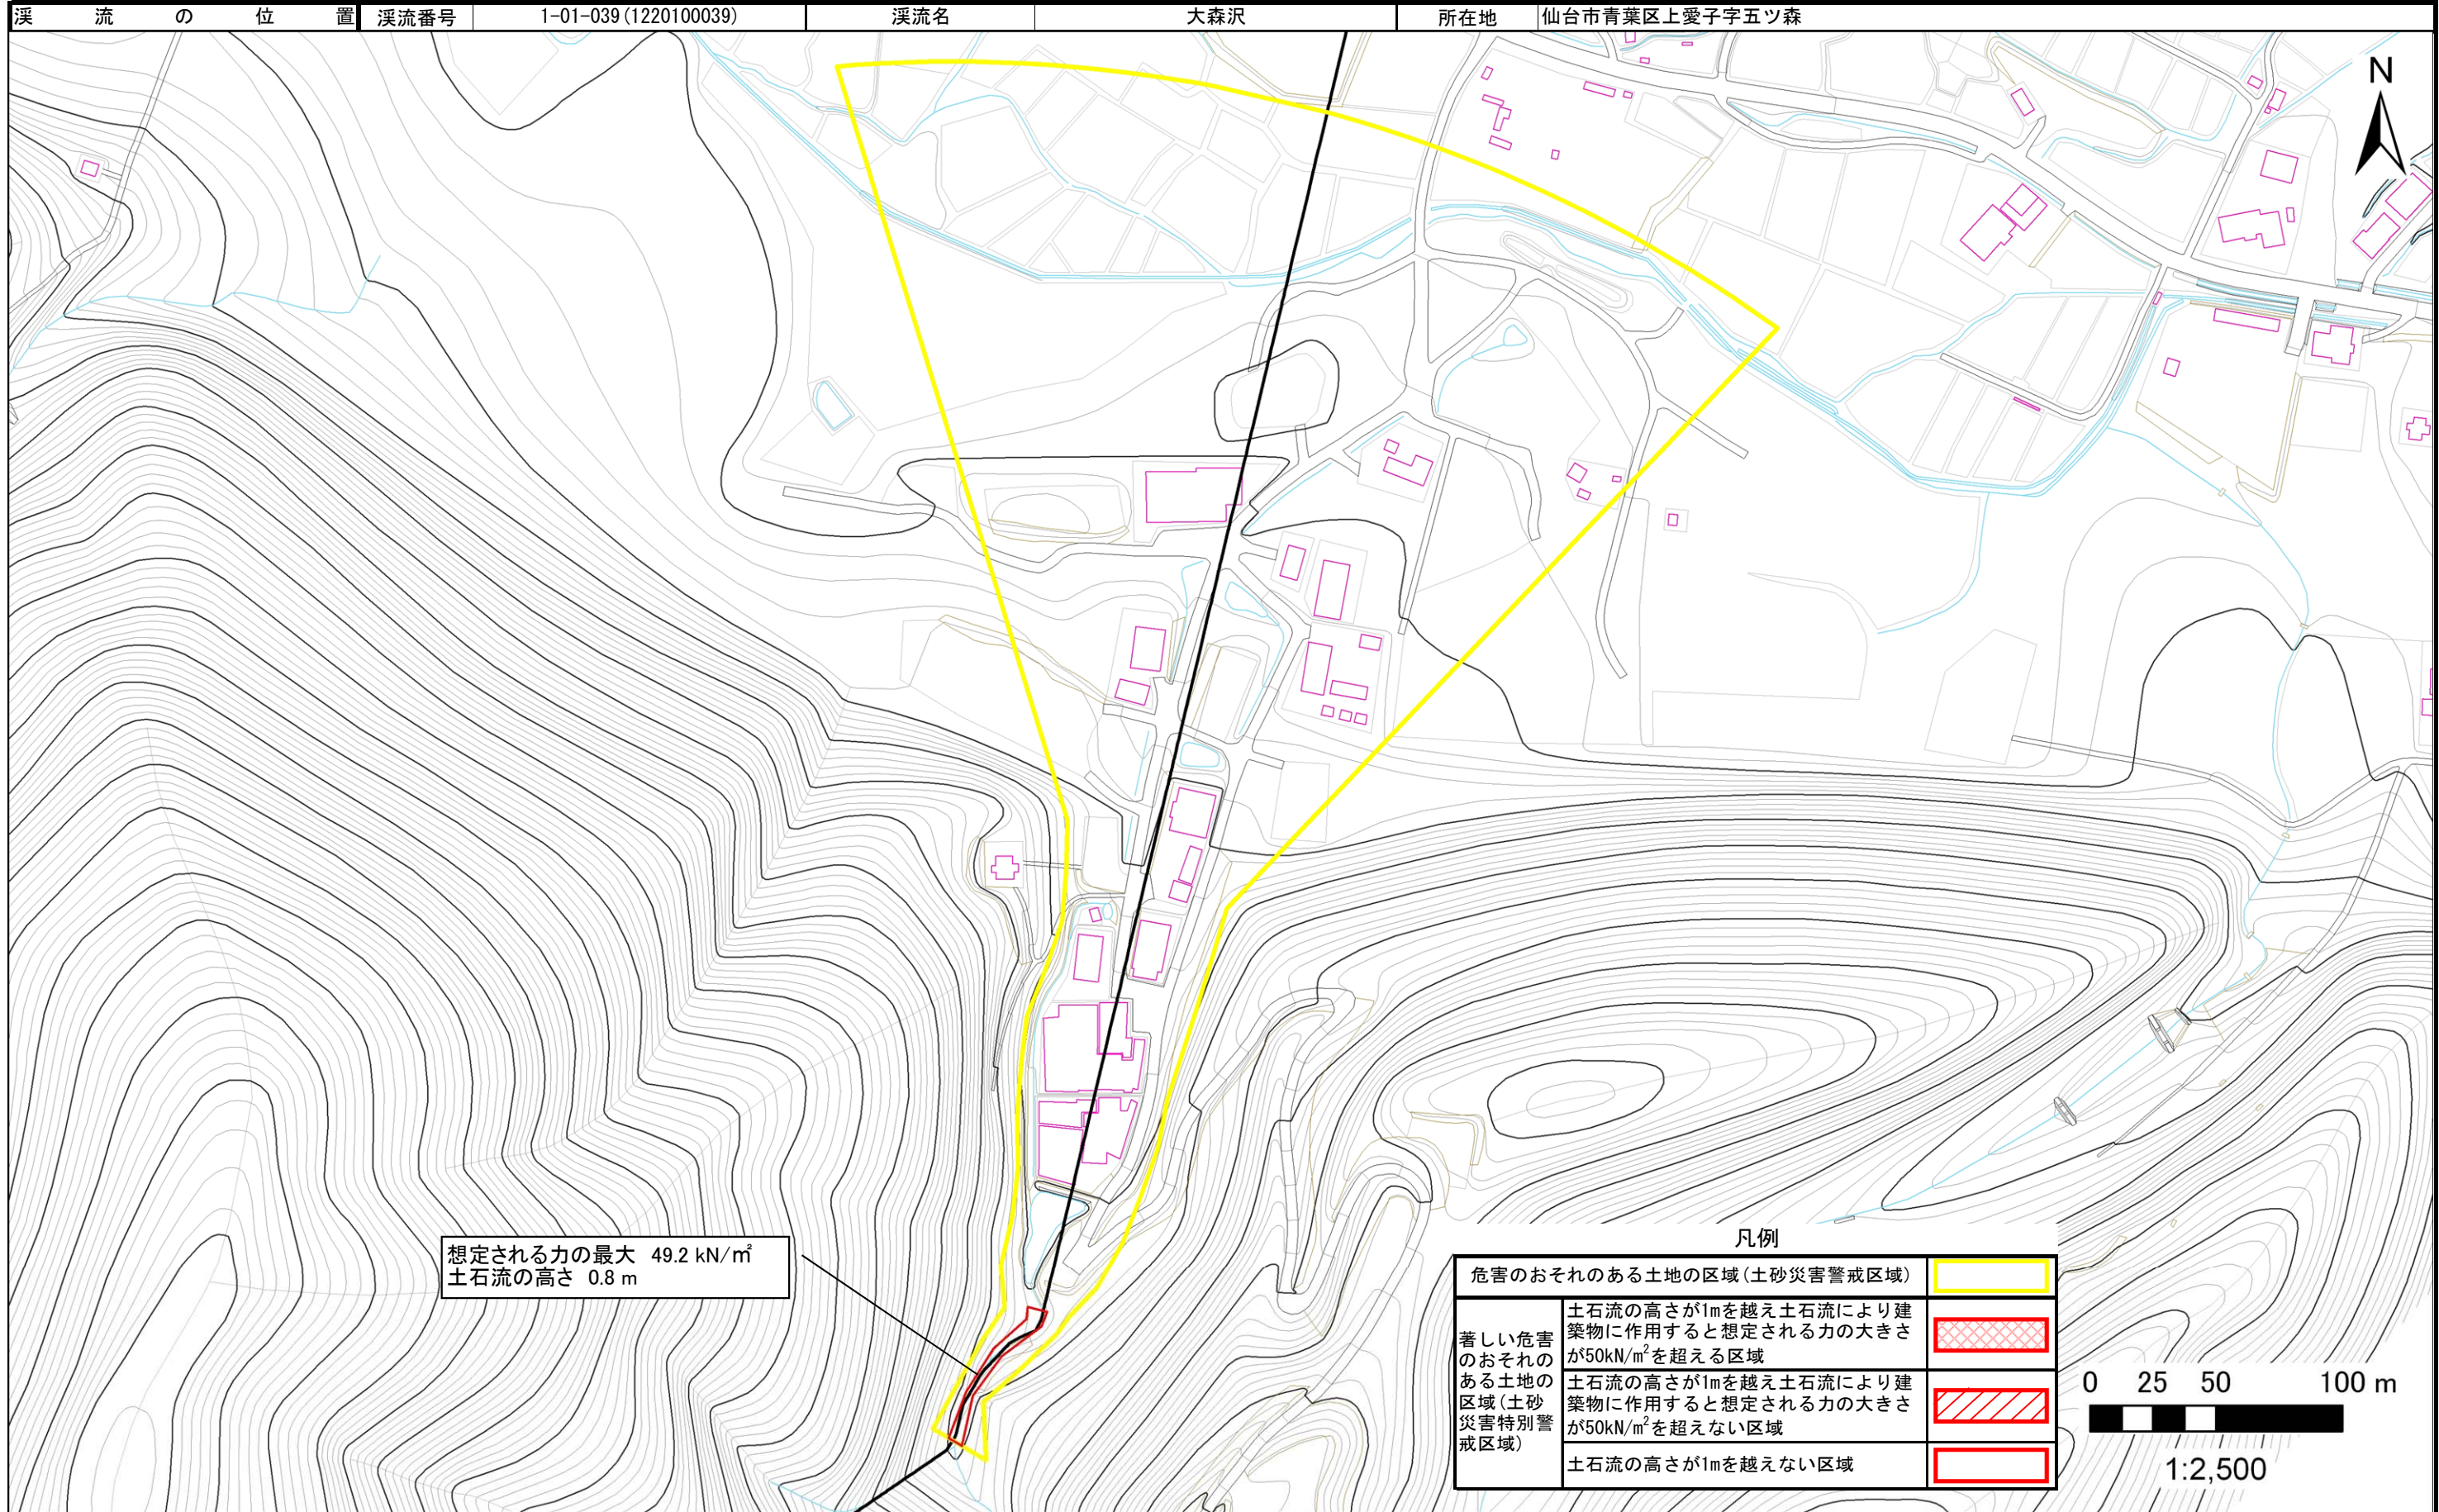 渓流の位置 渓流番号 1-01-039(1220100039) 渓流名 大森沢 所在地 仙台市青葉区上愛子字五ツ森
N
想定される力の最大 49.2 kN/㎡
土石流の高さ 0.8 m
凡例
危害のおそれのある土地の区域(土砂災害警戒区域)
著しい危害
のおそれの
ある土地の
区域(土砂
災害特別警
戒区域)
土石流の高さが1mを越え土石流により建
築物に作用すると想定される力の大きさ
が50kN/m²を超える区域
土石流の高さが1mを越え土石流により建
築物に作用すると想定される力の大きさ
が50kN/m²を超えない区域
土石流の高さが1mを越えない区域
0 25 50 100 m
1:2,500